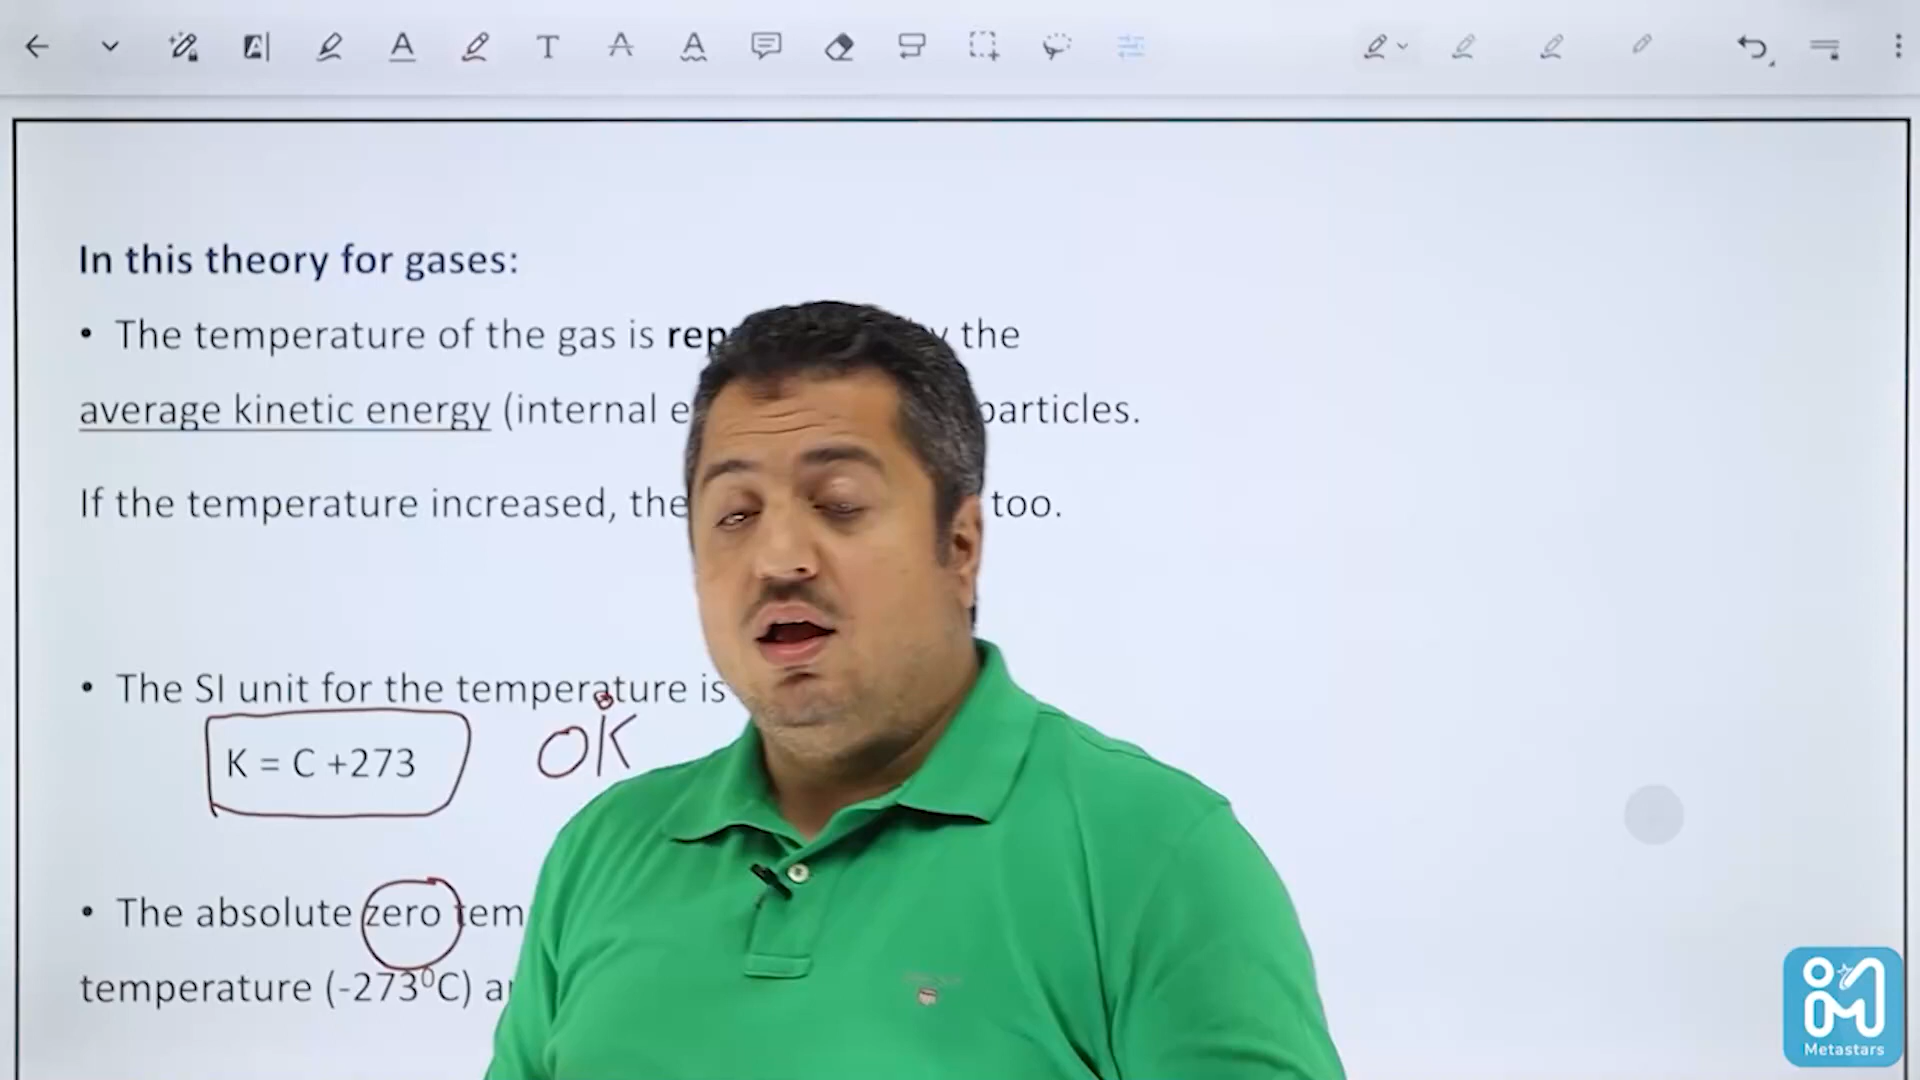 In this theory for gases:
• The temperature of the gas is rep the
average kinetic energy (internal e particles.
If the temperature increased, the too.
• The SI unit for the temperature is
K = C +273 OK
• The absolute zero tem
temperature (-273⁰C)
Metastars